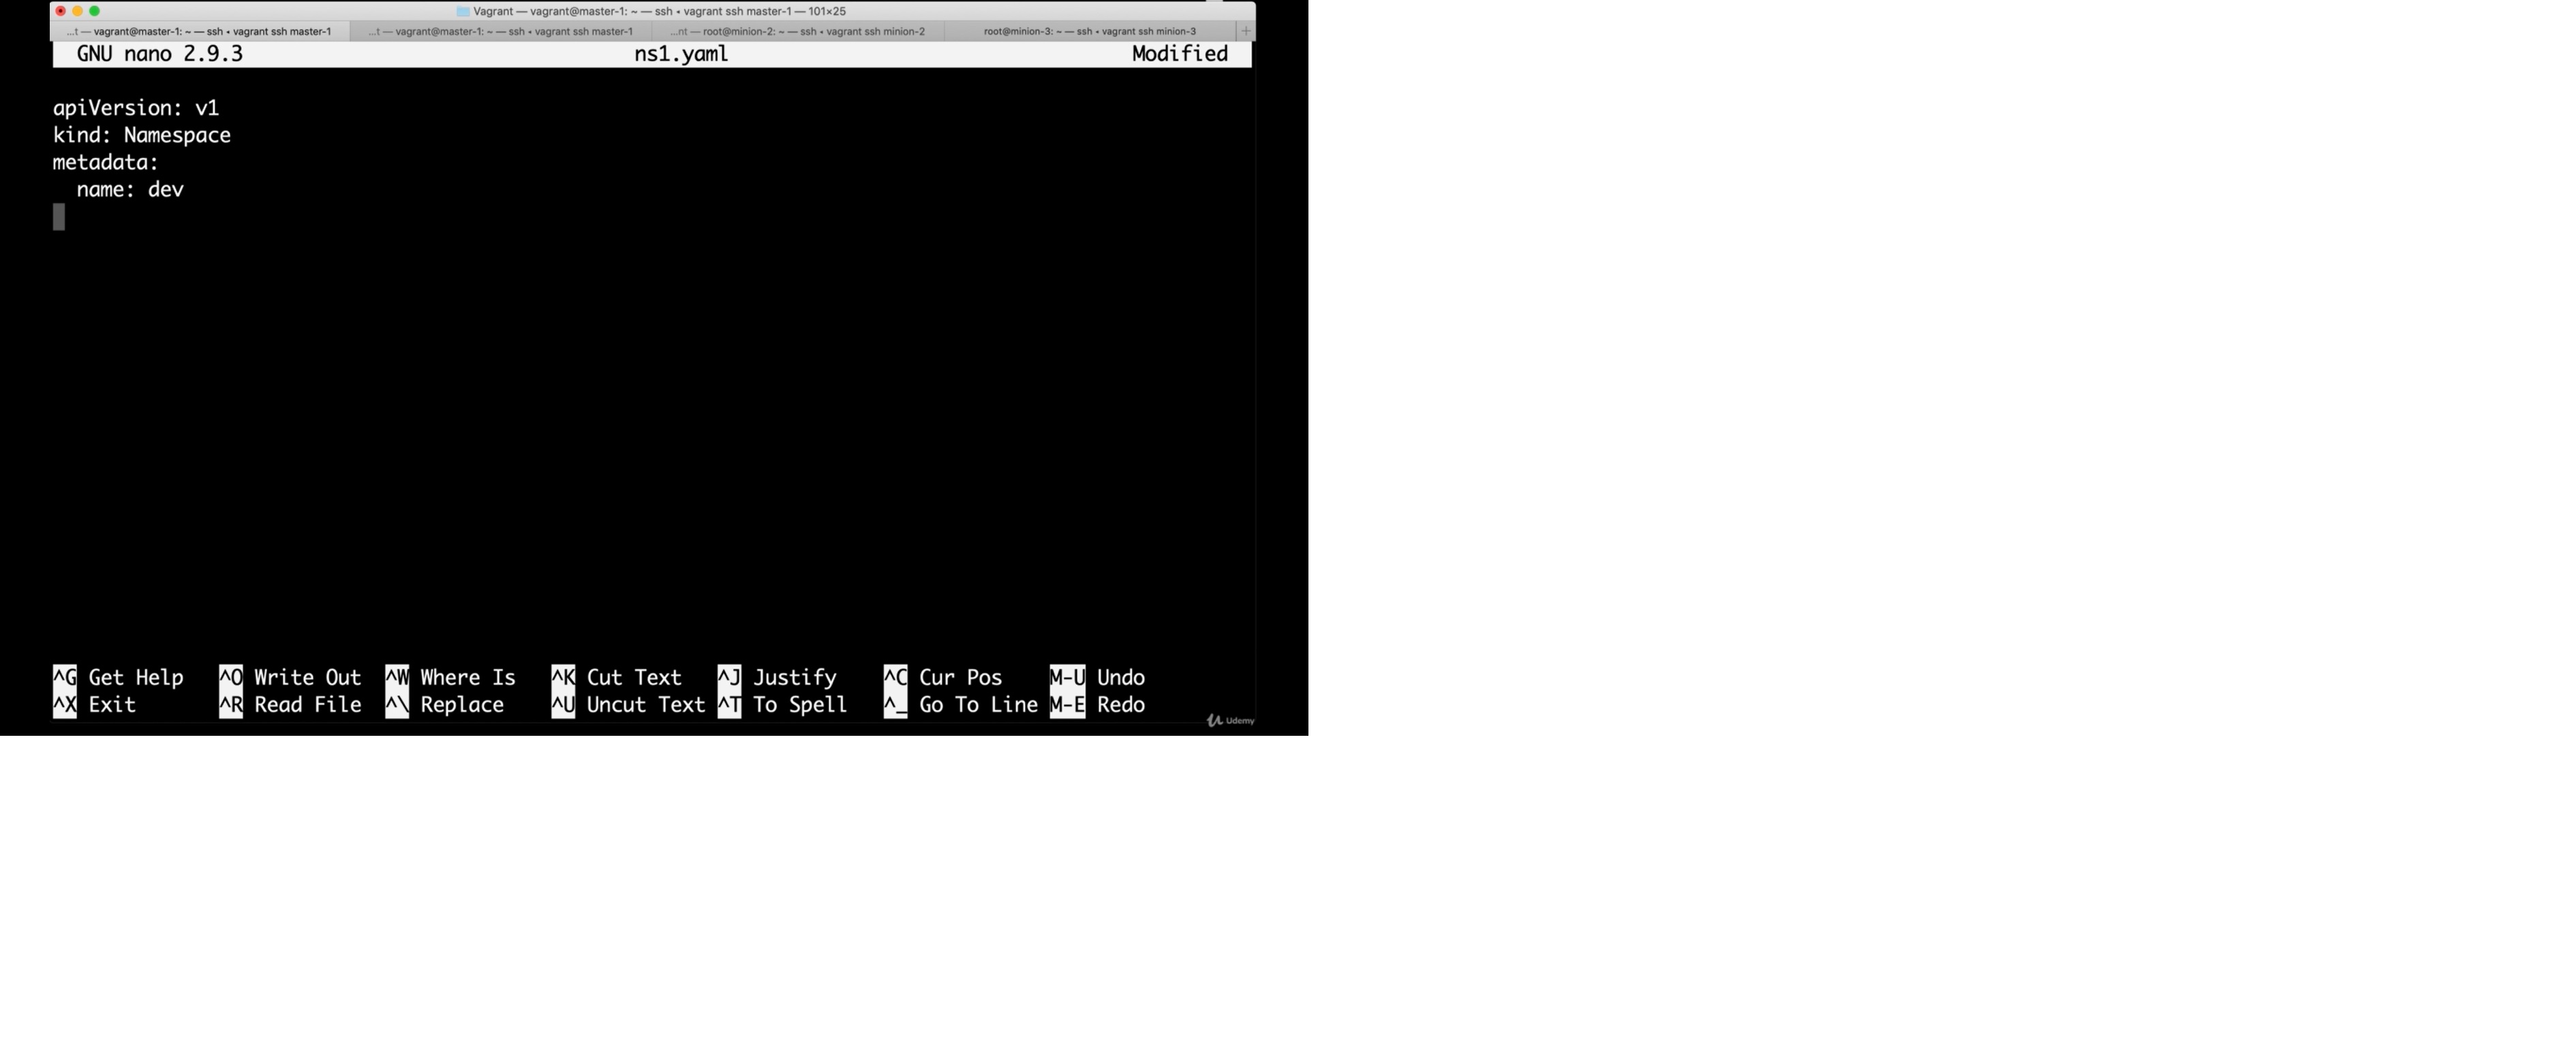 Vagrant — vagrant@master-1: ~ — ssh ◂ vagrant ssh master-1 — 101×25
...t — vagrant@master-1: ~ — ssh ◂ vagrant ssh master-1 ...t — vagrant@master-1: ~ — ssh ◂ vagrant ssh master-1 ...nt — root@minion-2: ~ — ssh ◂ vagrant ssh minion-2 root@minion-3: ~ — ssh ◂ vagrant ssh minion-3 +
GNU nano 2.9.3 ns1.yaml Modified
apiVersion: v1
kind: Namespace
metadata:
  name: dev
^G Get Help ^O Write Out ^W Where Is ^K Cut Text ^J Justify ^C Cur Pos M-U Undo
^X Exit ^R Read File ^\ Replace ^U Uncut Text ^T To Spell ^_ Go To Line M-E Redo
Udemy